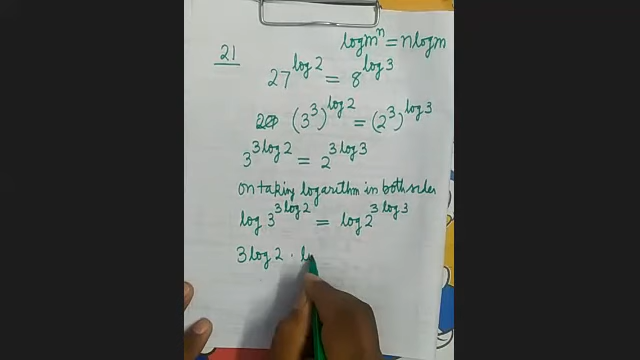 log m^n = n log m
21
27^log 2 = 8^log 3
(3^3)^log 2 = (2^3)^log 3
3^3 log 2 = 2^3 log 3
on taking logarithm in both sides
log 3^3 log 2 = log 2^3 log 3
3 log 2 · l